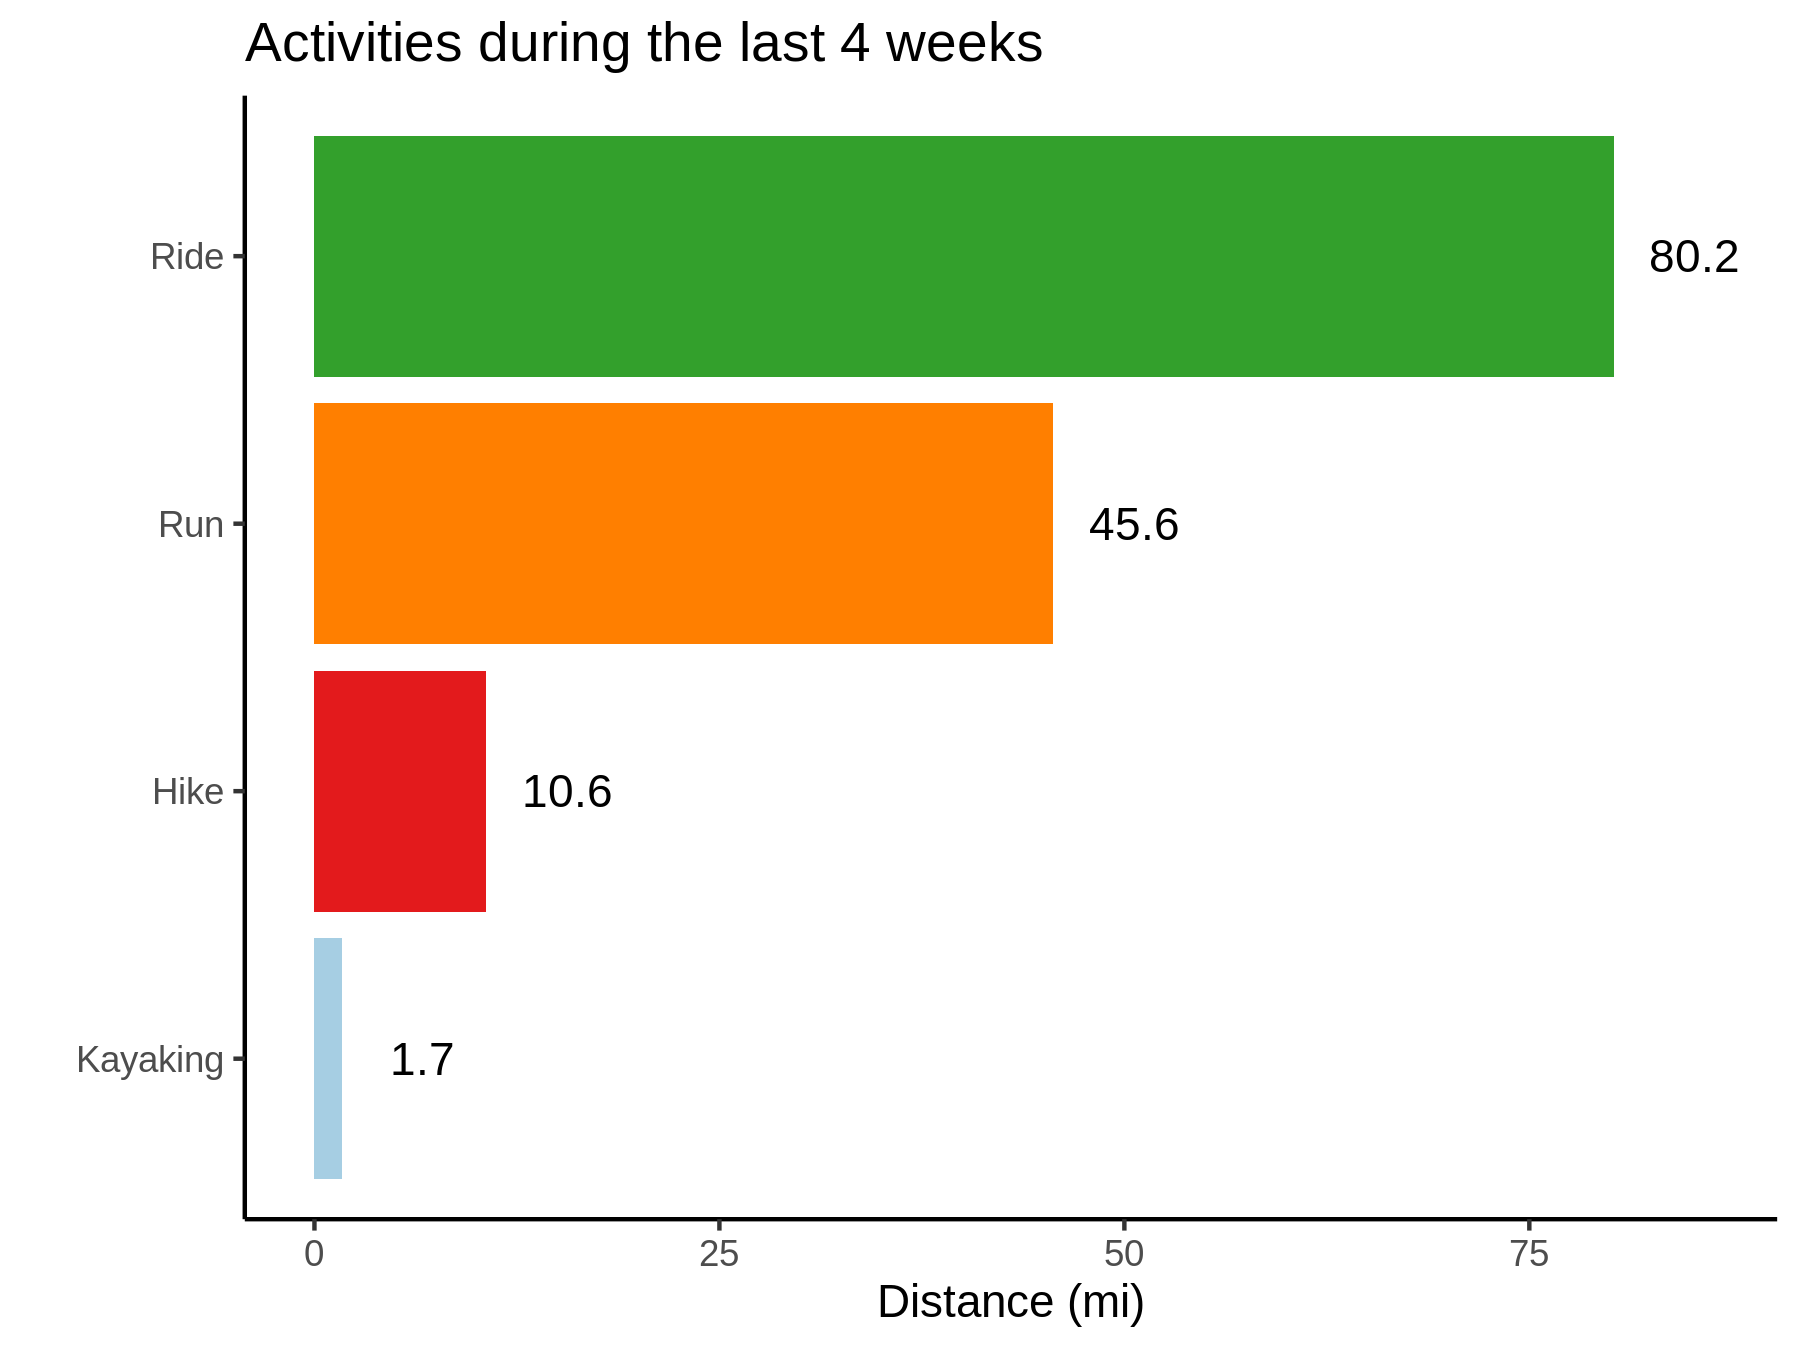 Activities during the last 4 weeks
Ride
80.2
Run
45.6
Hike
10.6
Kayaking
1.7
0 25 50 75
Distance (mi)